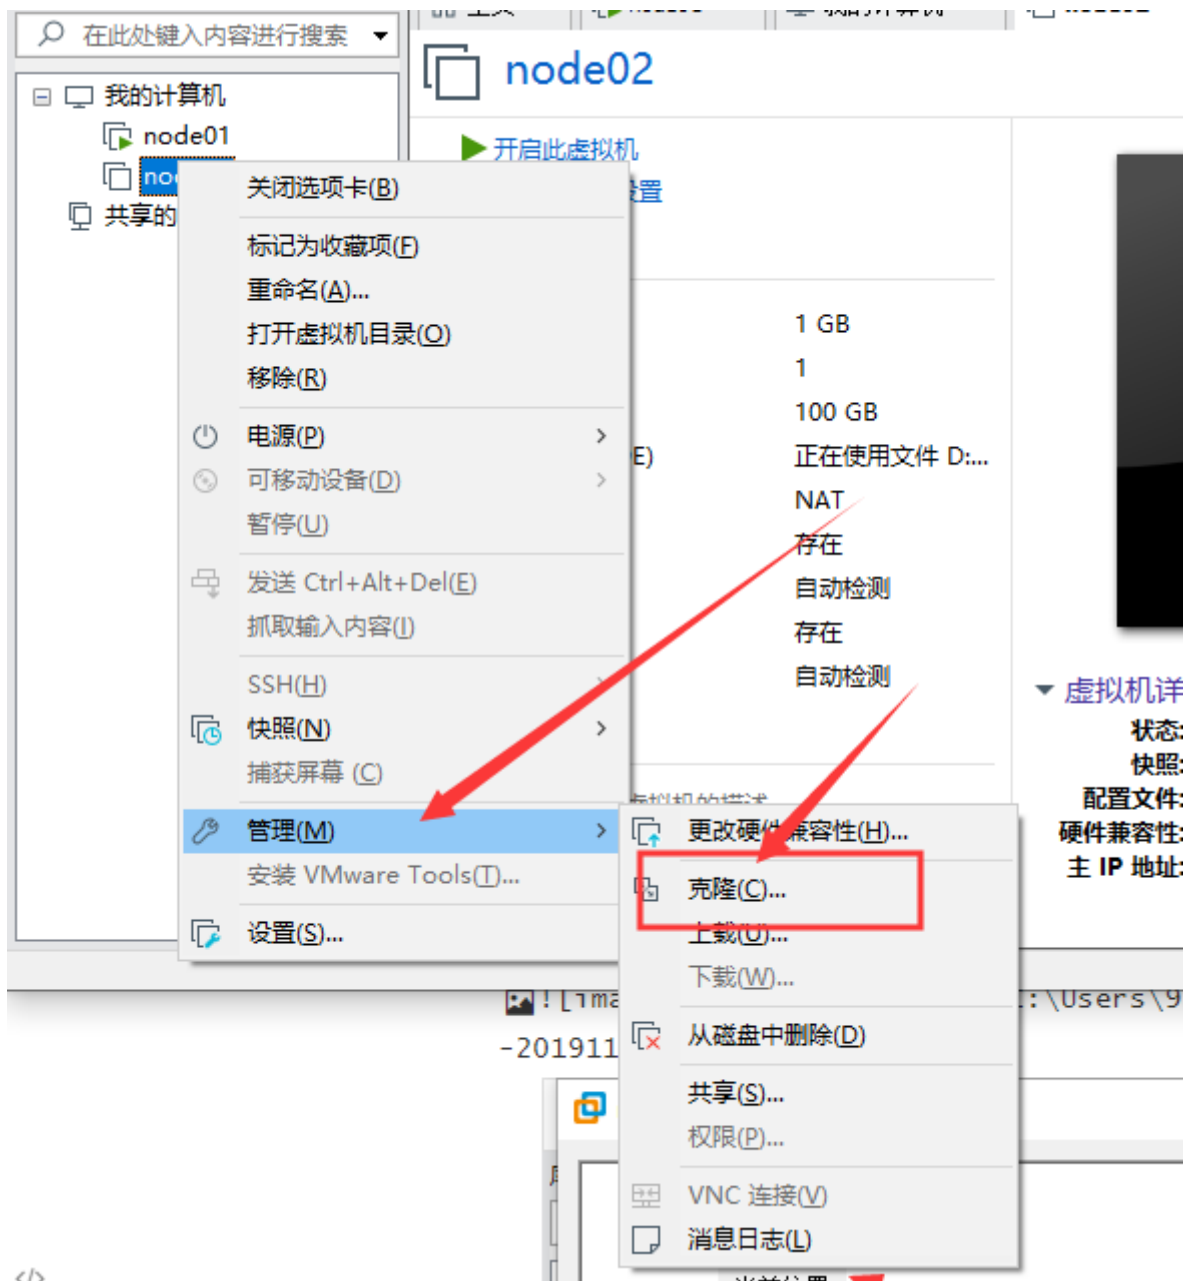 在此处键入内容进行搜索
node02
我的计算机
node01
开启此虚拟机
关闭选项卡(B)
置
共享的
标记为收藏项(F)
重命名(A)...
1 GB
打开虚拟机目录(O)
1
移除(R)
100 GB
电源(P)
E)
正在使用文件 D:...
可移动设备(D)
NAT
暂停(U)
存在
发送 Ctrl+Alt+Del(E)
自动检测
抓取输入内容(I)
存在
SSH(H)
自动检测
虚拟机详
快照(N)
状态:
捕获屏幕 (C)
快照:
配置文件:
管理(M)
更改硬件兼容性(H)...
硬件兼容性:
安装 VMware Tools(T)...
克隆(C)...
主 IP 地址:
设置(S)...
上载(U)...
下载(W)...
![ima
:\Users\9
-201911
从磁盘中删除(D)
共享(S)...
权限(P)...
VNC 连接(V)
消息日志(L)